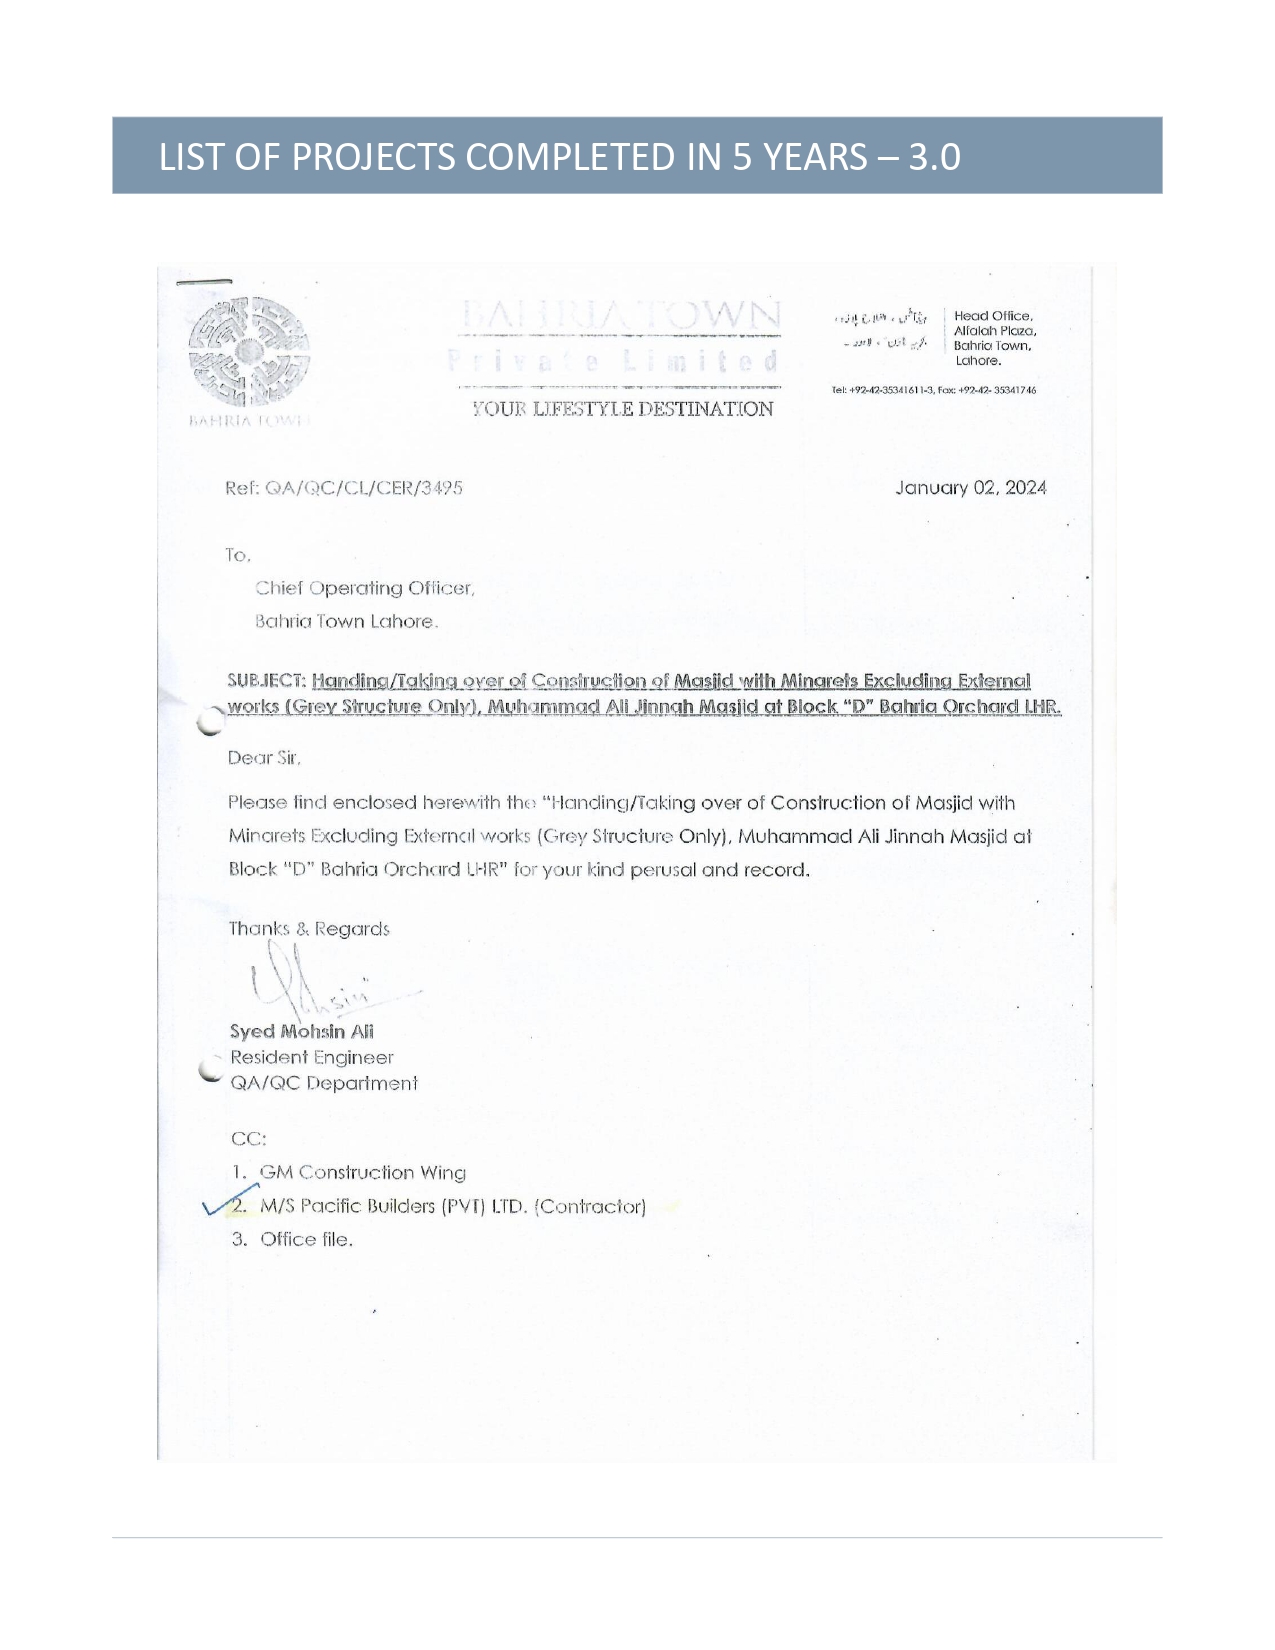 LIST OF PROJECTS COMPLETED IN 5 YEARS – 3.0
BAHRIA TOWN
Private Limited
YOUR LIFESTYLE DESTINATION
BAHRIA TOWN
Head Office,
Alfalah Plaza,
Bahria Town,
Lahore.
Tel: +92-42-35341611-3, Fax: +92-42- 35341746
Ref: QA/QC/CL/CER/3495
January 02, 2024
To,
Chief Operating Officer,
Bahria Town Lahore.
SUBJECT: Handing/Taking over of Construction of Masjid with Minarets Excluding External
works (Grey Structure Only), Muhammad Ali Jinnah Masjid at Block “D” Bahria Orchard LHR.
Dear Sir,
Please find enclosed herewith the “Handing/Taking over of Construction of Masjid with
Minarets Excluding External works (Grey Structure Only), Muhammad Ali Jinnah Masjid at
Block “D” Bahria Orchard LHR” for your kind perusal and record.
Thanks & Regards
Mohsin
Syed Mohsin Ali
Resident Engineer
QA/QC Department
CC:
1. GM Construction Wing
2. M/S Pacific Builders (PVT) LTD. (Contractor)
3. Office file.